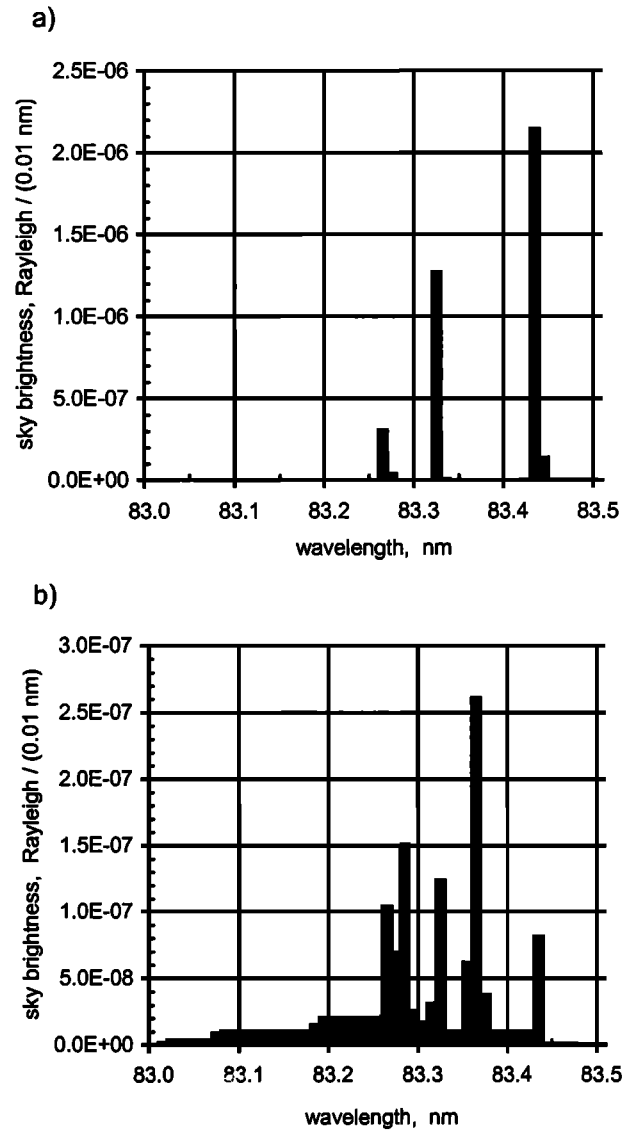 a)
sky brightness, Rayleigh / (0.01 nm)
2.5E-06
2.0E-06
1.5E-06
1.0E-06
5.0E-07
0.0E+00
83.0 83.1 83.2 83.3 83.4 83.5
wavelength, nm
b)
sky brightness, Rayleigh / (0.01 nm)
3.0E-07
2.5E-07
2.0E-07
1.5E-07
1.0E-07
5.0E-08
0.0E+00
83.0 83.1 83.2 83.3 83.4 83.5
wavelength, nm